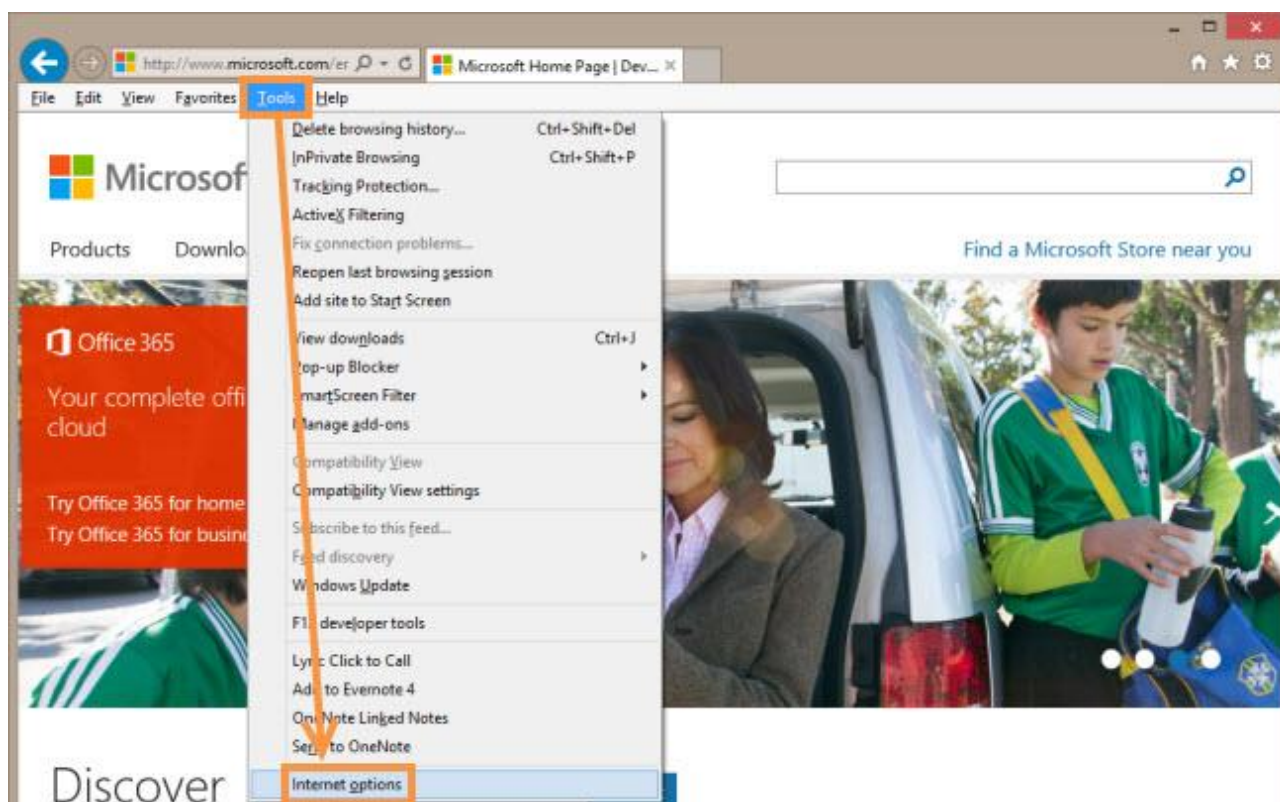 http://www.microsoft.com/er
Microsoft Home Page | Dev...
File Edit View Favorites Tools Help
Delete browsing history... Ctrl+Shift+Del
InPrivate Browsing Ctrl+Shift+P
Tracking Protection...
ActiveX Filtering
Fix connection problems...
Reopen last browsing session
Add site to Start Screen
View downloads Ctrl+J
Pop-up Blocker
SmartScreen Filter
Manage add-ons
Compatibility View
Compatibility View settings
Subscribe to this feed...
Feed discovery
Windows Update
F12 developer tools
Lync Click to Call
Add to Evernote 4
OneNote Linked Notes
Send to OneNote
Internet options
Microsof
Products Downlo
Find a Microsoft Store near you
Office 365
Your complete offi
cloud
Try Office 365 for home
Try Office 365 for busine
Discover